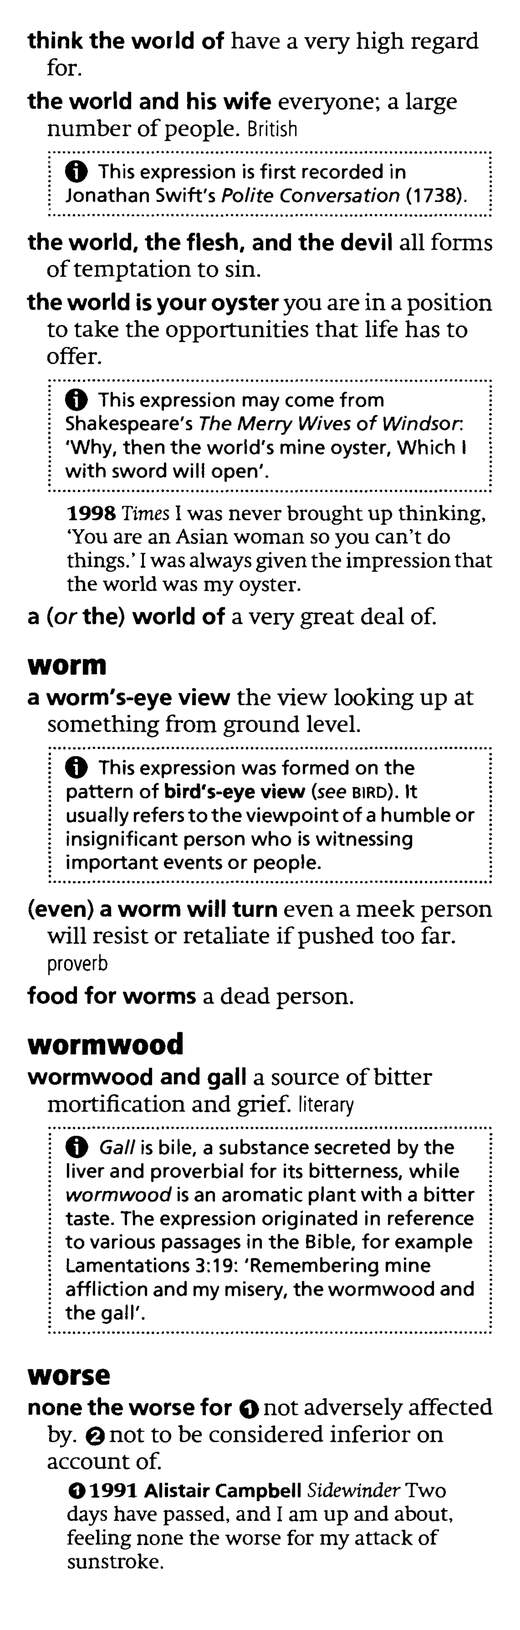 think the world of have a very high regard
for.
the world and his wife everyone; a large
number of people. British
ℹ This expression is first recorded in
Jonathan Swift's Polite Conversation (1738).
the world, the flesh, and the devil all forms
of temptation to sin.
the world is your oyster you are in a position
to take the opportunities that life has to
offer.
ℹ This expression may come from
Shakespeare's The Merry Wives of Windsor:
'Why, then the world's mine oyster, Which I
with sword will open'.
1998 Times I was never brought up thinking,
'You are an Asian woman so you can't do
things.' I was always given the impression that
the world was my oyster.
a (or the) world of a very great deal of.
worm
a worm's-eye view the view looking up at
something from ground level.
ℹ This expression was formed on the
pattern of bird's-eye view (see BIRD). It
usually refers to the viewpoint of a humble or
insignificant person who is witnessing
important events or people.
(even) a worm will turn even a meek person
will resist or retaliate if pushed too far.
proverb
food for worms a dead person.
wormwood
wormwood and gall a source of bitter
mortification and grief. literary
ℹ Gall is bile, a substance secreted by the
liver and proverbial for its bitterness, while
wormwood is an aromatic plant with a bitter
taste. The expression originated in reference
to various passages in the Bible, for example
Lamentations 3:19: 'Remembering mine
affliction and my misery, the wormwood and
the gall'.
worse
none the worse for ❶ not adversely affected
by. ❷ not to be considered inferior on
account of.
❶ 1991 Alistair Campbell Sidewinder Two
days have passed, and I am up and about,
feeling none the worse for my attack of
sunstroke.